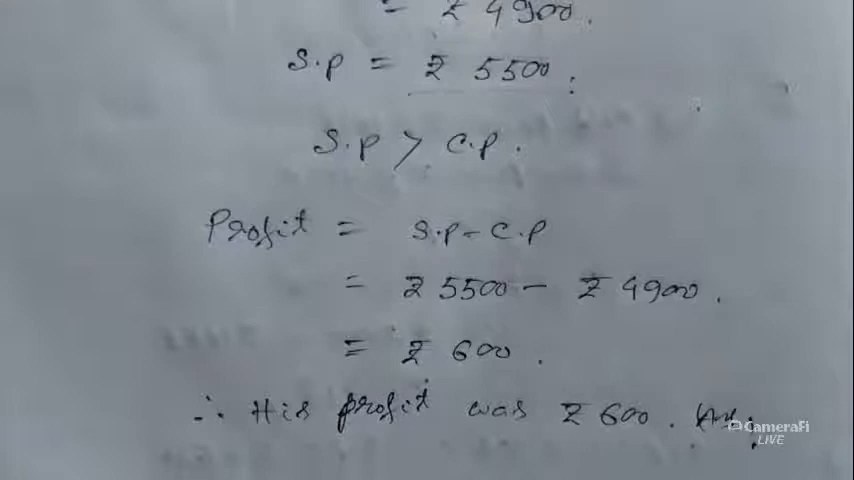 = ₹ 4900.
S.P = ₹ 5500.
S.P > C.P.
Profit = S.P - C.P
= ₹ 5500 - ₹ 4900.
= ₹ 600.
∴ His profit was ₹ 600. Ans.
CameraFi
LIVE